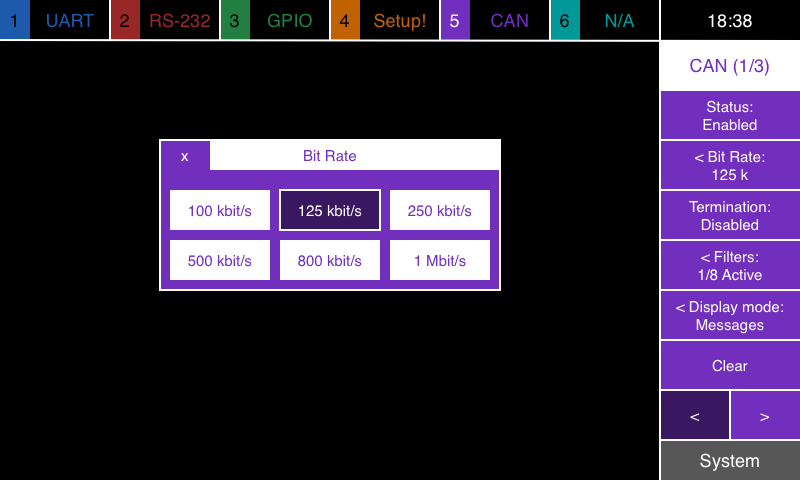 1 UART 2 RS-232 3 GPIO 4 Setup! 5 CAN 6 N/A 18:38
CAN (1/3)
Status:
Enabled
< Bit Rate:
125 k
Termination:
Disabled
< Filters:
1/8 Active
< Display mode:
Messages
Clear
< >
System
x Bit Rate
100 kbit/s 125 kbit/s 250 kbit/s
500 kbit/s 800 kbit/s 1 Mbit/s